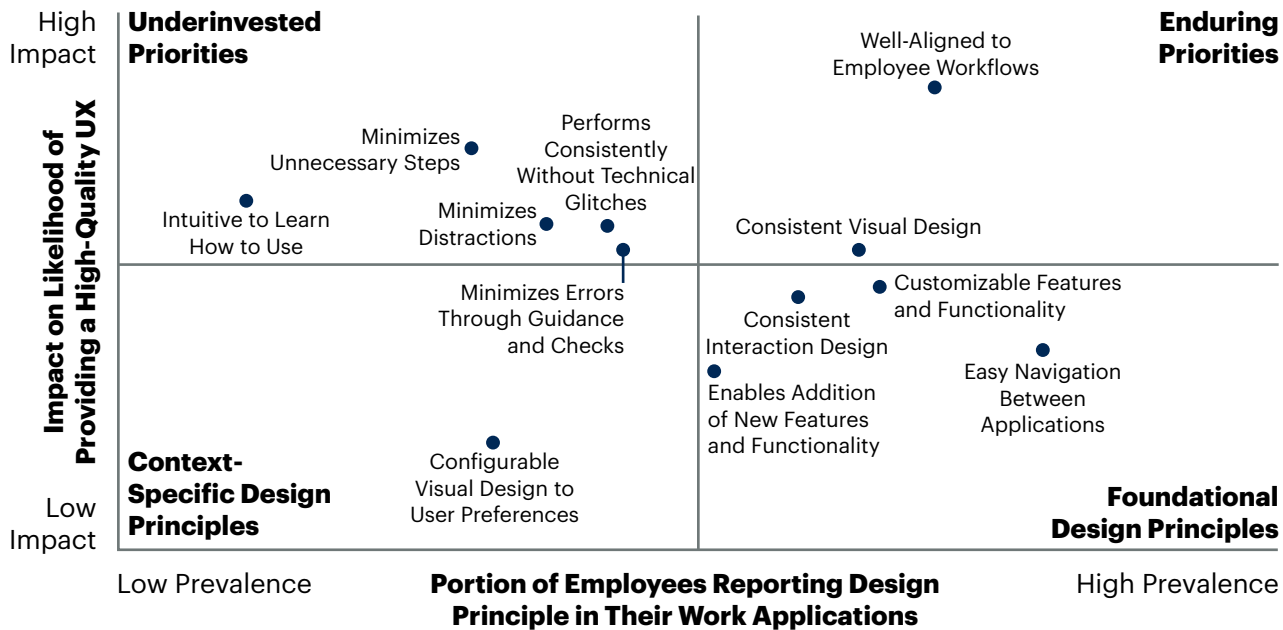 High
Impact
Underinvested
Priorities
Enduring
Priorities
Well-Aligned to
Employee Workflows
Minimizes
Unnecessary Steps
Performs
Consistently
Without Technical
Glitches
Intuitive to Learn
How to Use
Minimizes
Distractions
Consistent Visual Design
Impact on Likelihood of
Providing a High-Quality UX
Minimizes Errors
Through Guidance
and Checks
Customizable Features
and Functionality
Consistent
Interaction Design
Easy Navigation
Between
Applications
Enables Addition
of New Features
and Functionality
Configurable
Visual Design to
User Preferences
Context-
Specific Design
Principles
Foundational
Design Principles
Low
Impact
Low Prevalence
Portion of Employees Reporting Design
Principle in Their Work Applications
High Prevalence